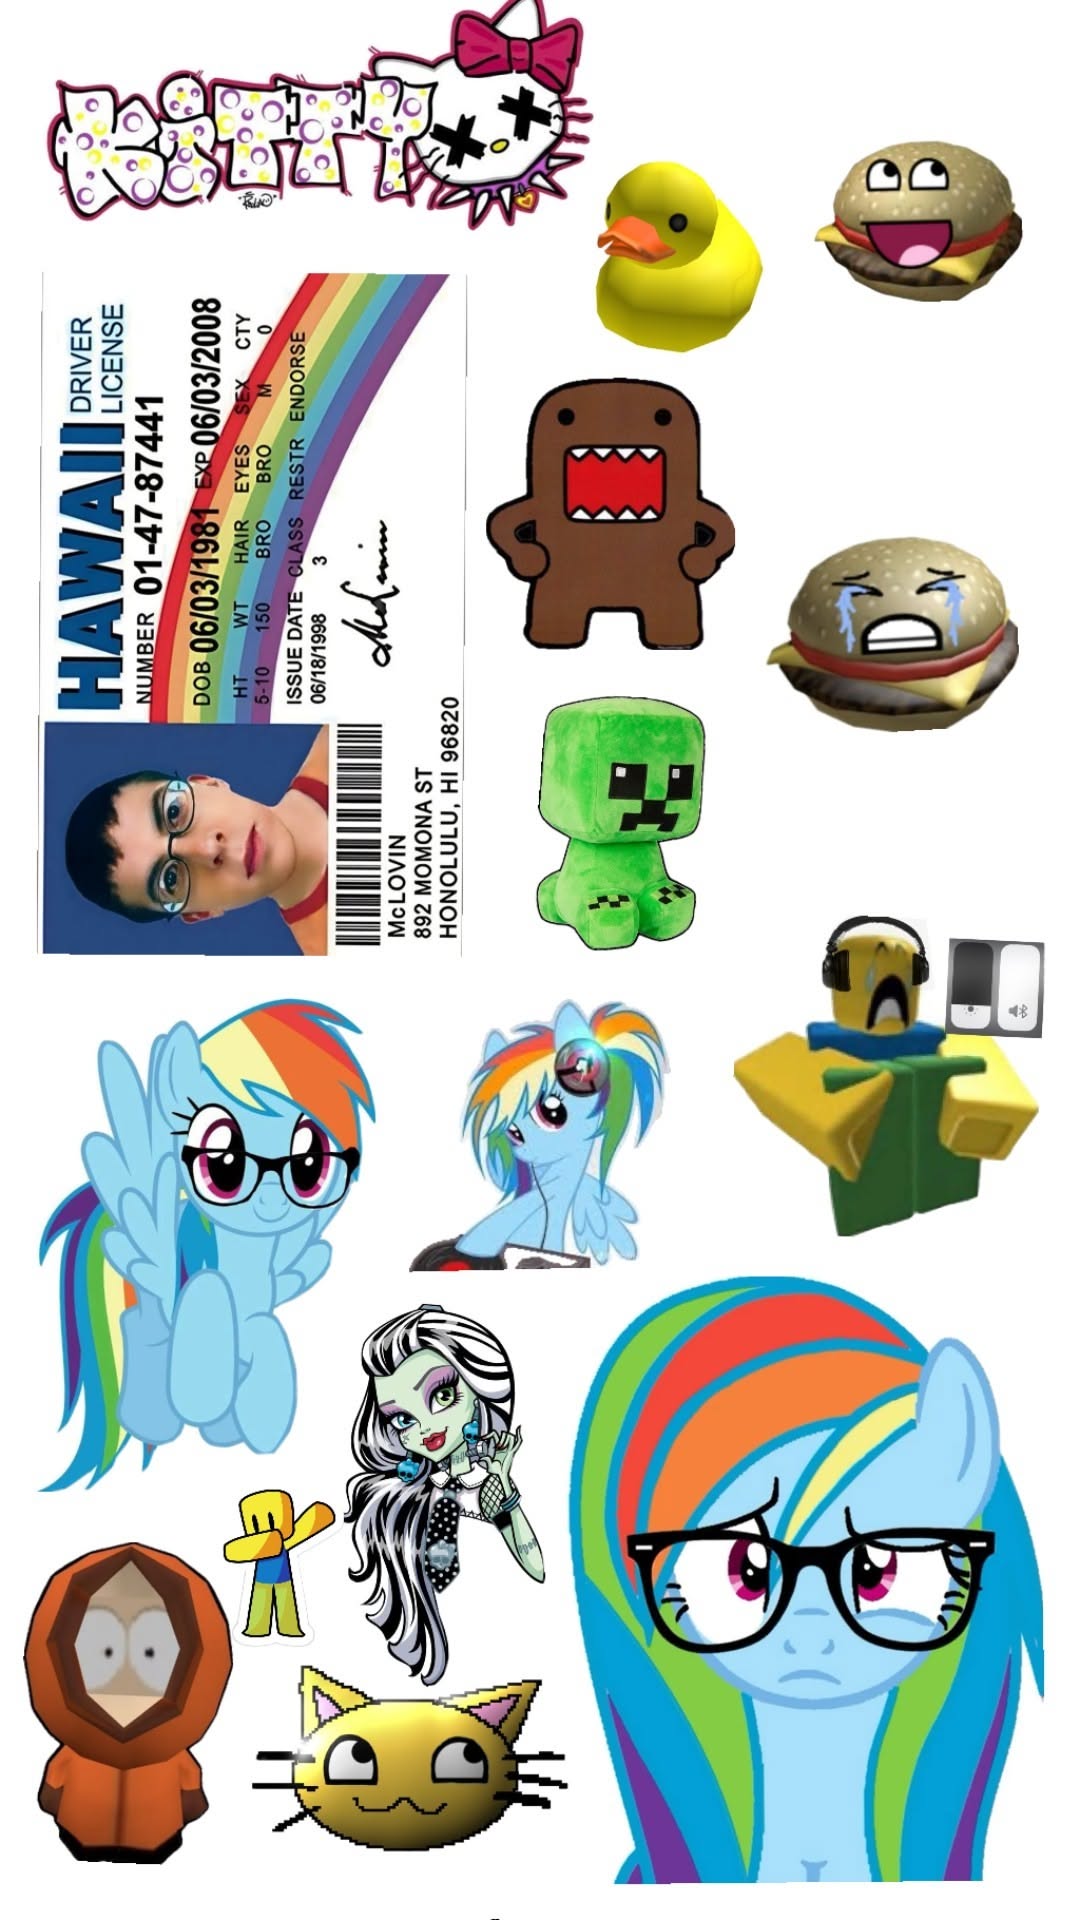 KiTTY
HAWAII
DRIVER
LICENSE
NUMBER 01-47-87441
DOB 06/03/1981 EXP 06/03/2008
HT WT HAIR EYES SEX CTY
5-10 150 BRO BRO M 0
ISSUE DATE CLASS RESTR ENDORSE
06/18/1998 3
McLovin
McLOVIN
892 MOMONA ST
HONOLULU, HI 96820